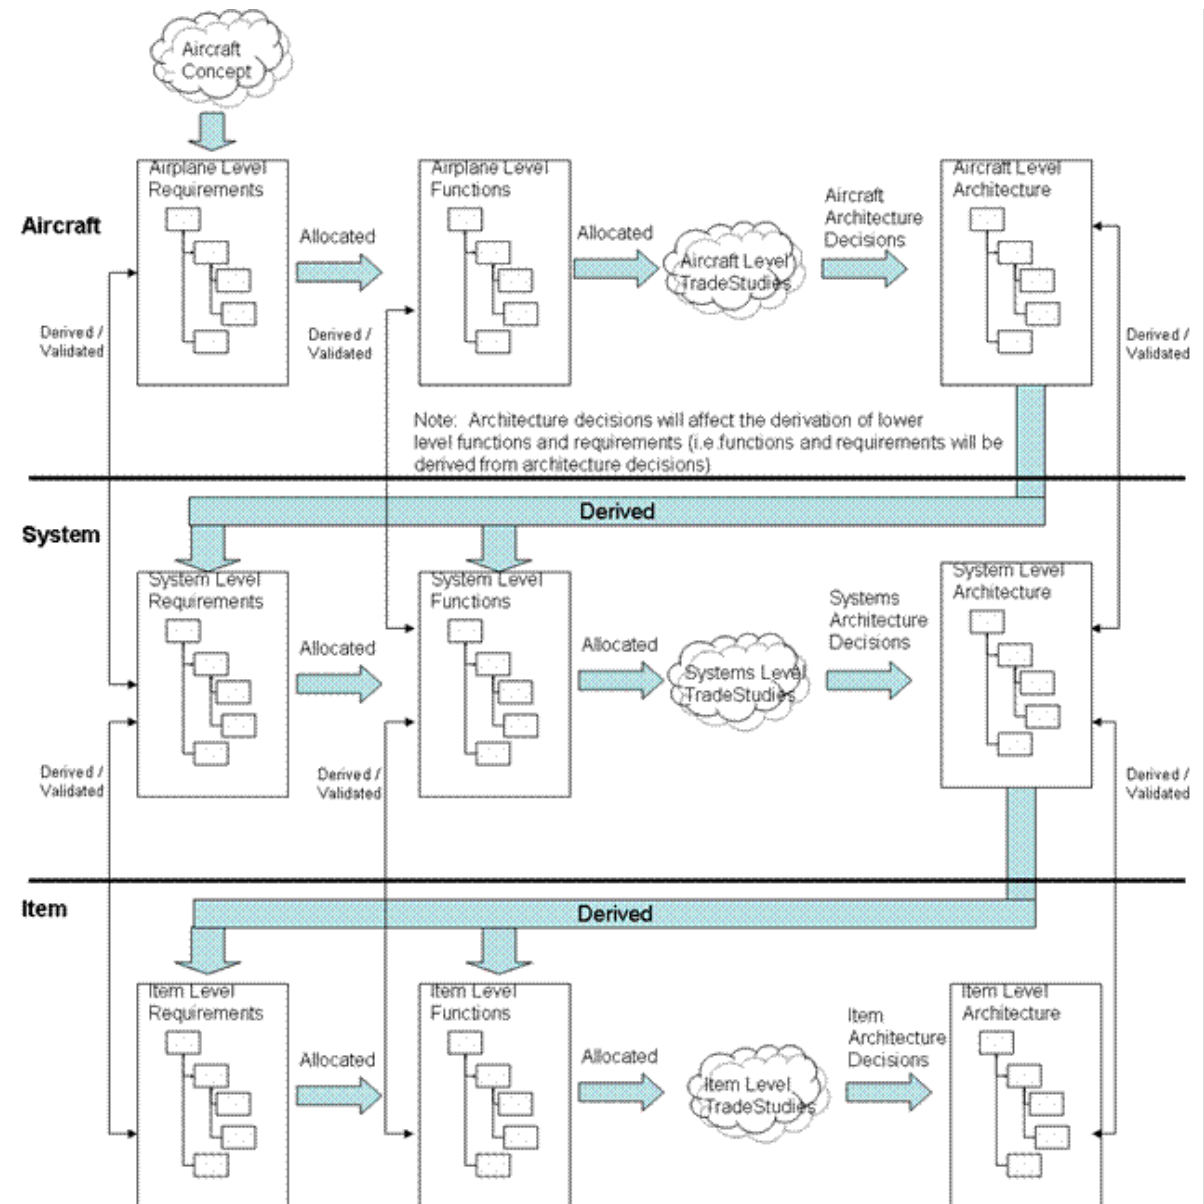 Aircraft
Concept
Airplane Level
Requirements
Airplane Level
Functions
Aircraft Level
Architecture
Aircraft
Allocated
Allocated
Aircraft
Architecture
Decisions
Aircraft Level
TradeStudies
Derived /
Validated
Derived /
Validated
Derived /
Validated
Note: Architecture decisions will affect the derivation of lower
level functions and requirements (i.e.functions and requirements will be
derived from architecture decisions)
Derived
System
System Level
Requirements
System Level
Functions
System Level
Architecture
Allocated
Allocated
Systems
Architecture
Decisions
Systems Level
TradeStudies
Derived /
Validated
Derived /
Validated
Derived /
Validated
Item
Derived
Item Level
Requirements
Item Level
Functions
Item Level
Architecture
Allocated
Allocated
Item
Architecture
Decisions
Item Level
TradeStudies